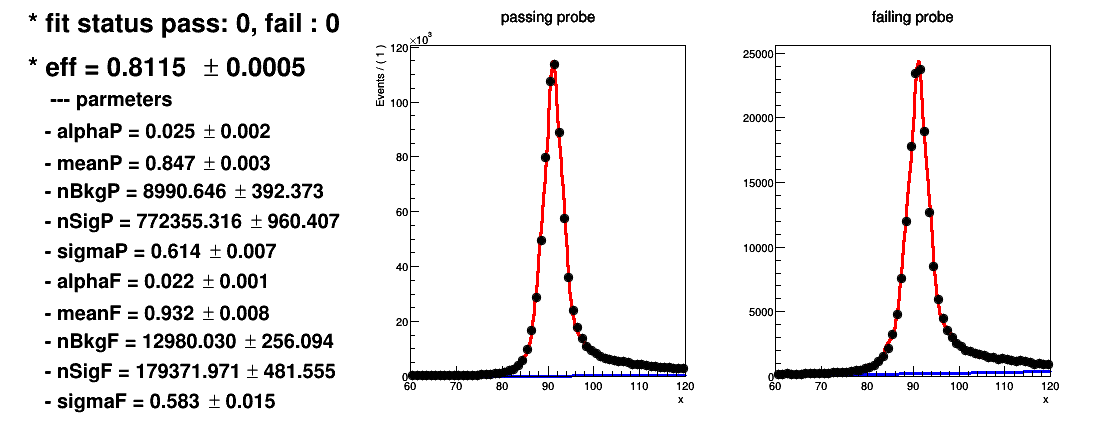 * fit status pass: 0, fail : 0
* eff = 0.8115 ± 0.0005
--- parmeters
- alphaP = 0.025 ± 0.002
- meanP = 0.847 ± 0.003
- nBkgP = 8990.646 ± 392.373
- nSigP = 772355.316 ± 960.407
- sigmaP = 0.614 ± 0.007
- alphaF = 0.022 ± 0.001
- meanF = 0.932 ± 0.008
- nBkgF = 12980.030 ± 256.094
- nSigF = 179371.971 ± 481.555
- sigmaF = 0.583 ± 0.015
passing probe
×10³
Events / ( 1 )
120
100
80
60
40
20
0
60 70 80 90 100 110 120
x
failing probe
25000
20000
15000
10000
5000
0
60 70 80 90 100 110 120
x